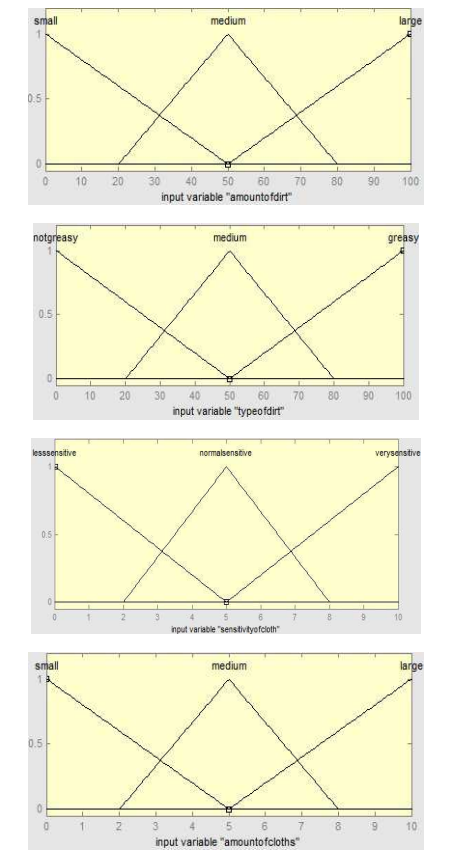 small medium large
1
0.5
0
0 10 20 30 40 50 60 70 80 90 100
input variable "amountofdirt"
notgreasy medium greasy
1
0.5
0
0 10 20 30 40 50 60 70 80 90 100
input variable "typeofdirt"
lesssensitive normalsensitive verysensitive
1
0.5
0
0 1 2 3 4 5 6 7 8 9 10
input variable "sensitivityofcloth"
small medium large
1
0.5
0
0 1 2 3 4 5 6 7 8 9 10
input variable "amountofcloths"